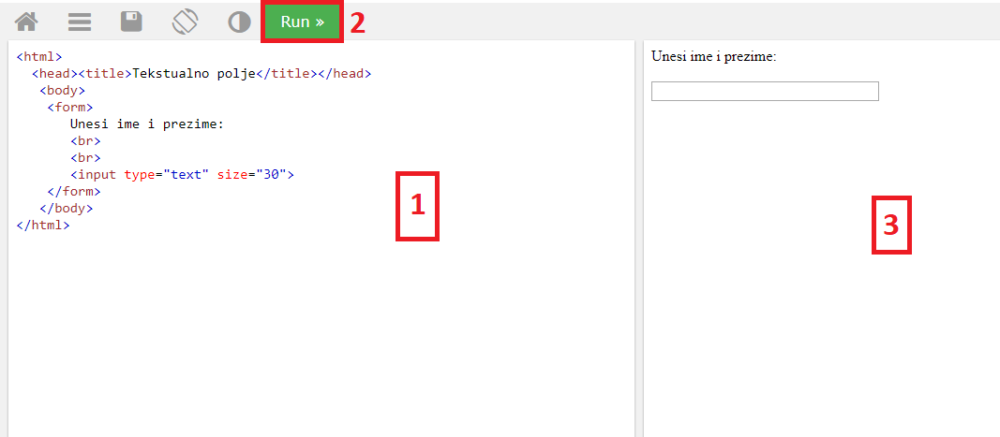 Run » 2
<html>
<head><title>Tekstualno polje</title></head>
<body>
<form>
Unesi ime i prezime:
<br>
<br>
<input type="text" size="30">
</form>
</body>
</html>
1
Unesi ime i prezime:
3